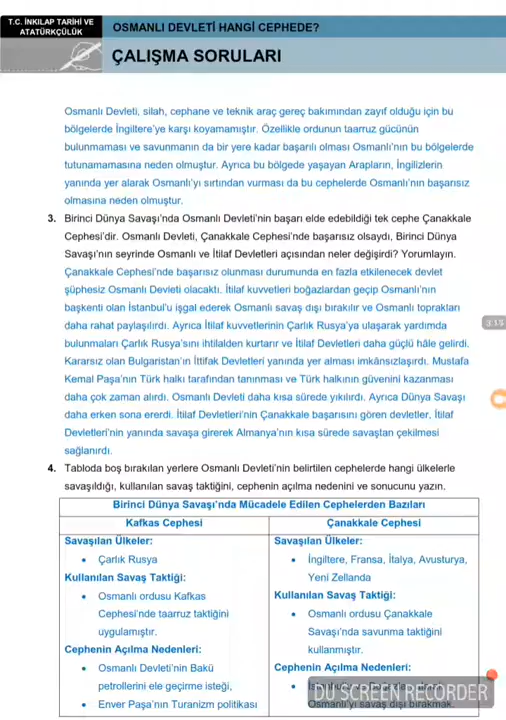 T.C. İNKILAP TARİHİ VE
ATATÜRKÇÜLÜK
OSMANLI DEVLETİ HANGİ CEPHEDE?
ÇALIŞMA SORULARI
Osmanlı Devleti, silah, cephane ve teknik araç gereç bakımından zayıf olduğu için bu
bölgelerde İngiltere'ye karşı koyamamıştır. Özellikle ordunun taarruz gücünün
bulunmaması ve savunmanın da bir yere kadar başarılı olması Osmanlı'nın bu bölgelerde
tutunamamasına neden olmuştur. Ayrıca bu bölgede yaşayan Arapların, İngilizlerin
yanında yer alarak Osmanlı'yı sırtından vurması da bu cephelerde Osmanlı'nın başarısız
olmasına neden olmuştur.
3. Birinci Dünya Savaşı'nda Osmanlı Devleti'nin başarı elde edebildiği tek cephe Çanakkale
Cephesi'dir. Osmanlı Devleti, Çanakkale Cephesi'nde başarısız olsaydı, Birinci Dünya
Savaşı'nın seyrinde Osmanlı ve İtilaf Devletleri açısından neler değişirdi? Yorumlayın.
Çanakkale Cephesi'nde başarısız olunması durumunda en fazla etkilenecek devlet
şüphesiz Osmanlı Devleti olacaktı. İtilaf kuvvetleri boğazlardan geçip Osmanlı'nın
başkenti olan İstanbul'u işgal ederek Osmanlı savaş dışı bırakılır ve Osmanlı toprakları
daha rahat paylaşılırdı. Ayrıca İtilaf kuvvetlerinin Çarlık Rusya'ya ulaşarak yardımda
bulunmaları Çarlık Rusya'sını ihtilalden kurtarır ve İtilaf Devletleri daha güçlü hâle gelirdi.
Kararsız olan Bulgaristan'ın İttifak Devletleri yanında yer alması imkânsızlaşırdı. Mustafa
Kemal Paşa'nın Türk halkı tarafından tanınması ve Türk halkının güvenini kazanması
daha çok zaman alırdı. Osmanlı Devleti daha kısa sürede yıkılırdı. Ayrıca Dünya Savaşı
daha erken sona ererdi. İtilaf Devletleri'nin Çanakkale başarısını gören devletler, İtilaf
Devletleri'nin yanında savaşa girerek Almanya'nın kısa sürede savaştan çekilmesi
sağlanırdı.
4. Tabloda boş bırakılan yerlere Osmanlı Devleti'nin belirtilen cephelerde hangi ülkelerle
savaşıldığı, kullanılan savaş taktiğini, cephenin açılma nedenini ve sonucunu yazın.
Birinci Dünya Savaşı'nda Mücadele Edilen Cephelerden Bazıları
Kafkas Cephesi
Savaşılan Ülkeler:
• Çarlık Rusya
Kullanılan Savaş Taktiği:
• Osmanlı ordusu Kafkas
Cephesi'nde taarruz taktiğini
uygulamıştır.
Cephenin Açılma Nedenleri:
• Osmanlı Devleti'nin Bakü
petrollerini ele geçirme isteği,
• Enver Paşa'nın Turanizm politikası
Çanakkale Cephesi
Savaşılan Ülkeler:
• İngiltere, Fransa, İtalya, Avusturya,
Yeni Zellanda
Kullanılan Savaş Taktiği:
• Osmanlı ordusu Çanakkale
Savaşı'nda savunma taktiğini
kullanmıştır.
Cephenin Açılma Nedenleri:
• İstanbul'u ve Boğazları
Osmanlı'yı savaş dışı bırakmak.
DU SCREEN RECORDER